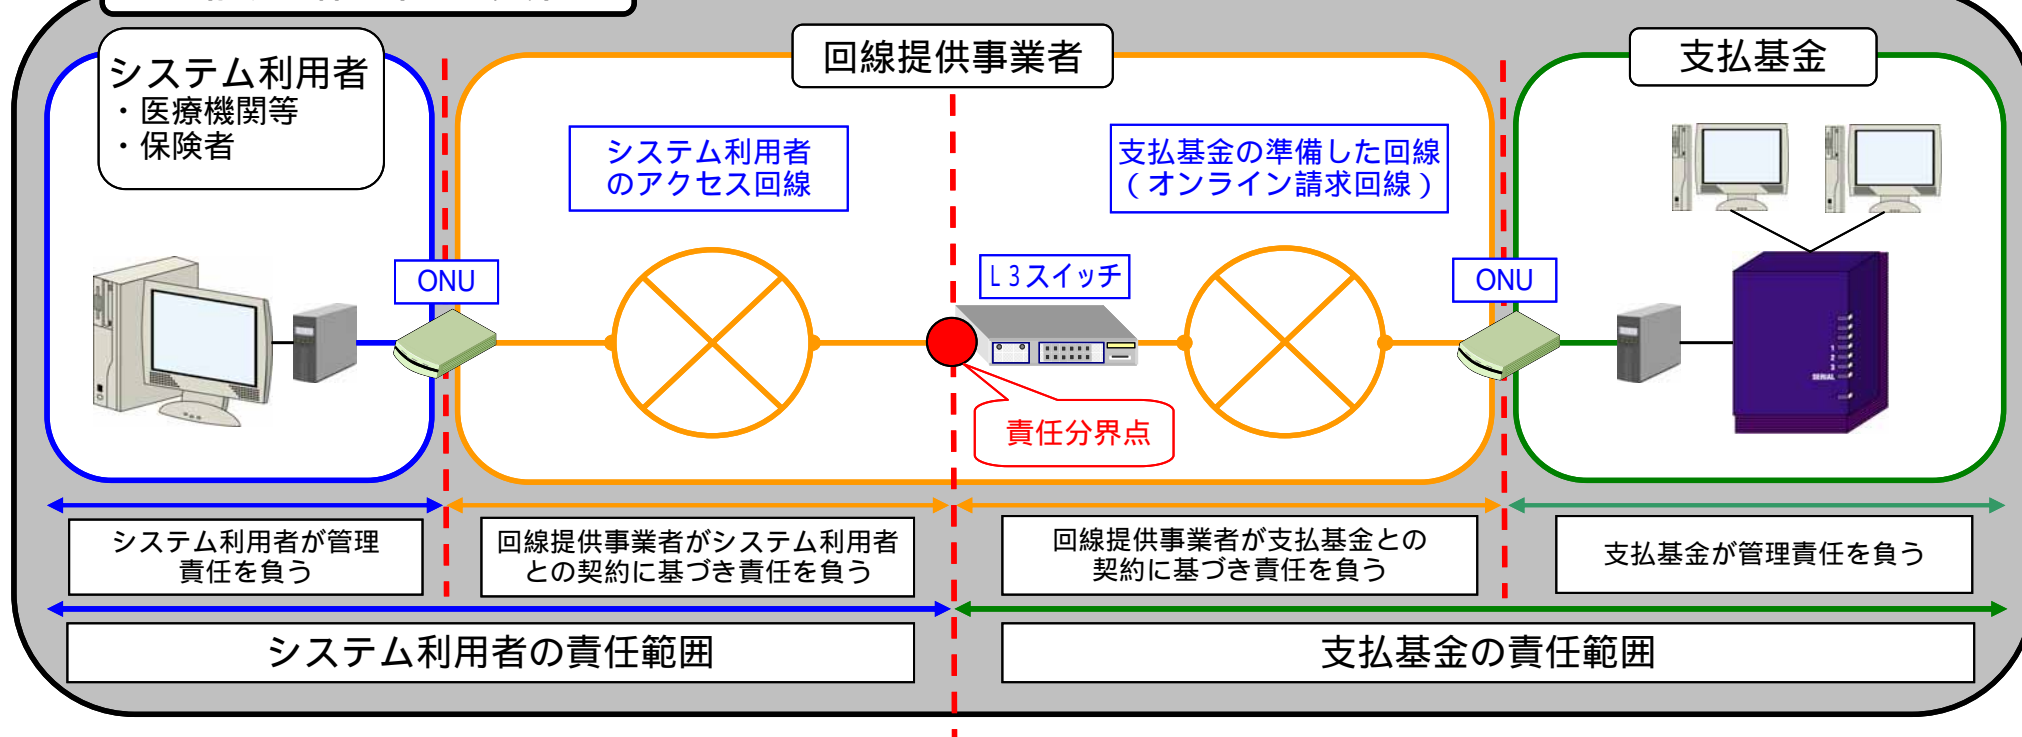 システム利用者
・医療機関等
・保険者
回線提供事業者
支払基金
システム利用者
のアクセス回線
支払基金の準備した回線
（オンライン請求回線）
ONU
L3スイッチ
ONU
責任分界点
1
2
3
SERIAL
システム利用者が管理
責任を負う
回線提供事業者がシステム利用者
との契約に基づき責任を負う
回線提供事業者が支払基金との
契約に基づき責任を負う
支払基金が管理責任を負う
システム利用者の責任範囲
支払基金の責任範囲